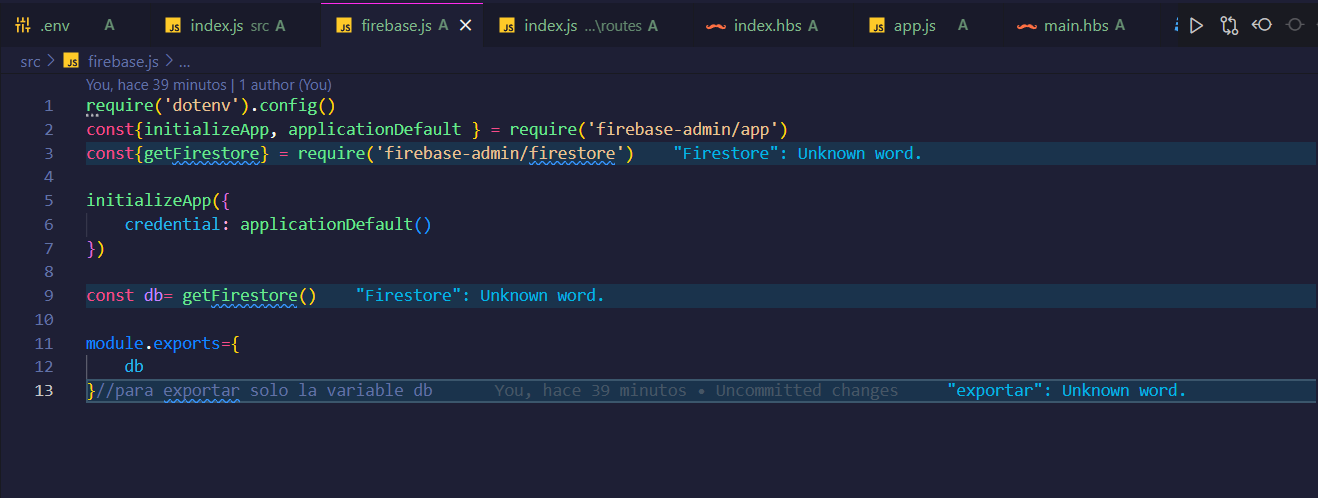 .env A JS index.js src A JS firebase.js A JS index.js ...\routes A index.hbs A JS app.js A main.hbs A
src > JS firebase.js > ...
You, hace 39 minutos | 1 author (You)
1 require('dotenv').config()
2 const{initializeApp, applicationDefault } = require('firebase-admin/app')
3 const{getFirestore} = require('firebase-admin/firestore') "Firestore": Unknown word.
4
5 initializeApp({
6 credential: applicationDefault()
7 })
8
9 const db= getFirestore() "Firestore": Unknown word.
10
11 module.exports={
12 db
13 }//para exportar solo la variable db You, hace 39 minutos • Uncommitted changes "exportar": Unknown word.